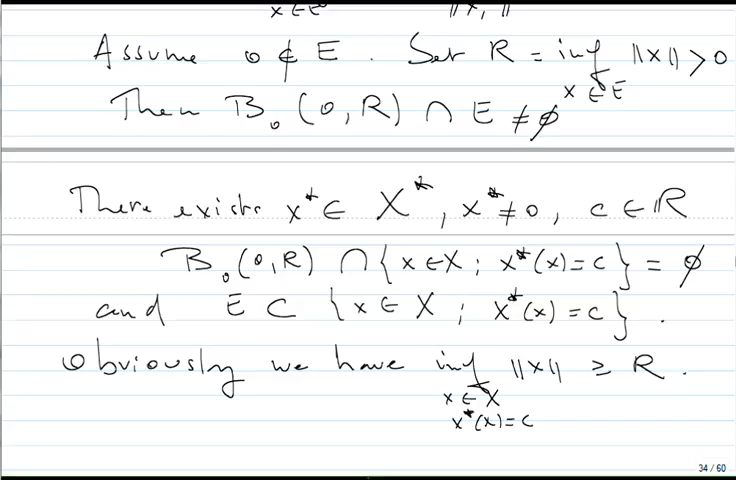 x∈E ||x||
Assume 0 ∉ E. Set R = inf ||x|| > 0
x ∈ E
Then B₀(0, R) ∩ E ≠ ∅
There exists x* ∈ X*, x* ≠ 0, c ∈ ℝ
B₀(0, R) ∩ {x ∈ X ; x*(x) = c} = ∅
and E ⊂ {x ∈ X ; x*(x) = c}.
Obviously we have inf ||x|| ≥ R.
x ∈ X
x*(x) = c
34 / 60